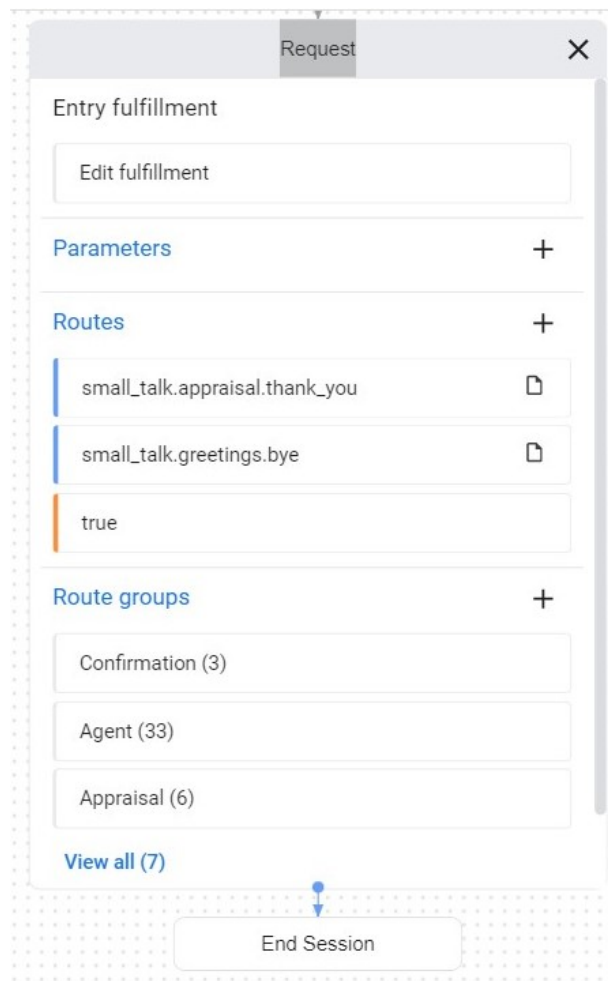 Request
Entry fulfillment
Edit fulfillment
Parameters
Routes
small_talk.appraisal.thank_you
small_talk.greetings.bye
true
Route groups
Confirmation (3)
Agent (33)
Appraisal (6)
View all (7)
End Session